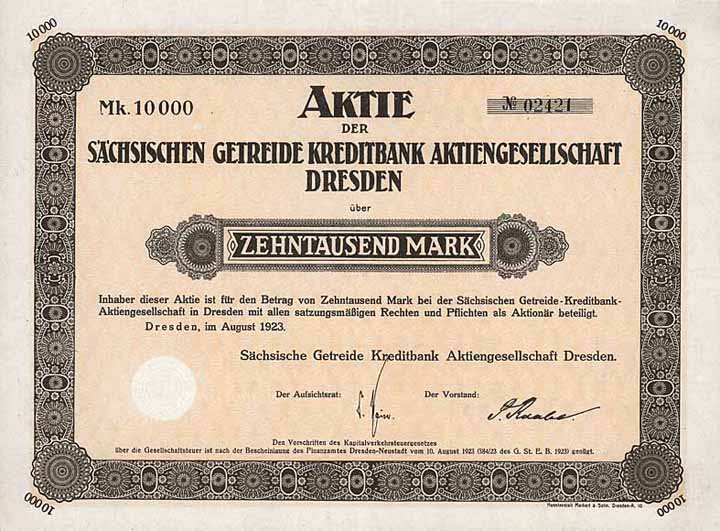 10 000
10 000
Mk. 10 000
AKTIE
№ 02421
DER
SÄCHSISCHEN GETREIDE KREDITBANK AKTIENGESELLSCHAFT
DRESDEN
über
ZEHNTAUSEND MARK
Inhaber dieser Aktie ist für den Betrag von Zehntausend Mark bei der Sächsischen Getreide-Kreditbank-
Aktiengesellschaft in Dresden mit allen satzungsmäßigen Rechten und Pflichten als Aktionär beteiligt.
Dresden, im August 1923.
Sächsische Getreide Kreditbank Aktiengesellschaft Dresden.
Der Aufsichtsrat:
Der Vorstand:
Den Vorschriften des Kapitalverkehrsteuergesetzes
über die Gesellschaftsteuer ist nach der Bescheinigung des Finanzamtes Dresden-Neustadt vom 10. August 1923 (184/23 des G. St. E. B. 1923) genügt.
10 000
10 000